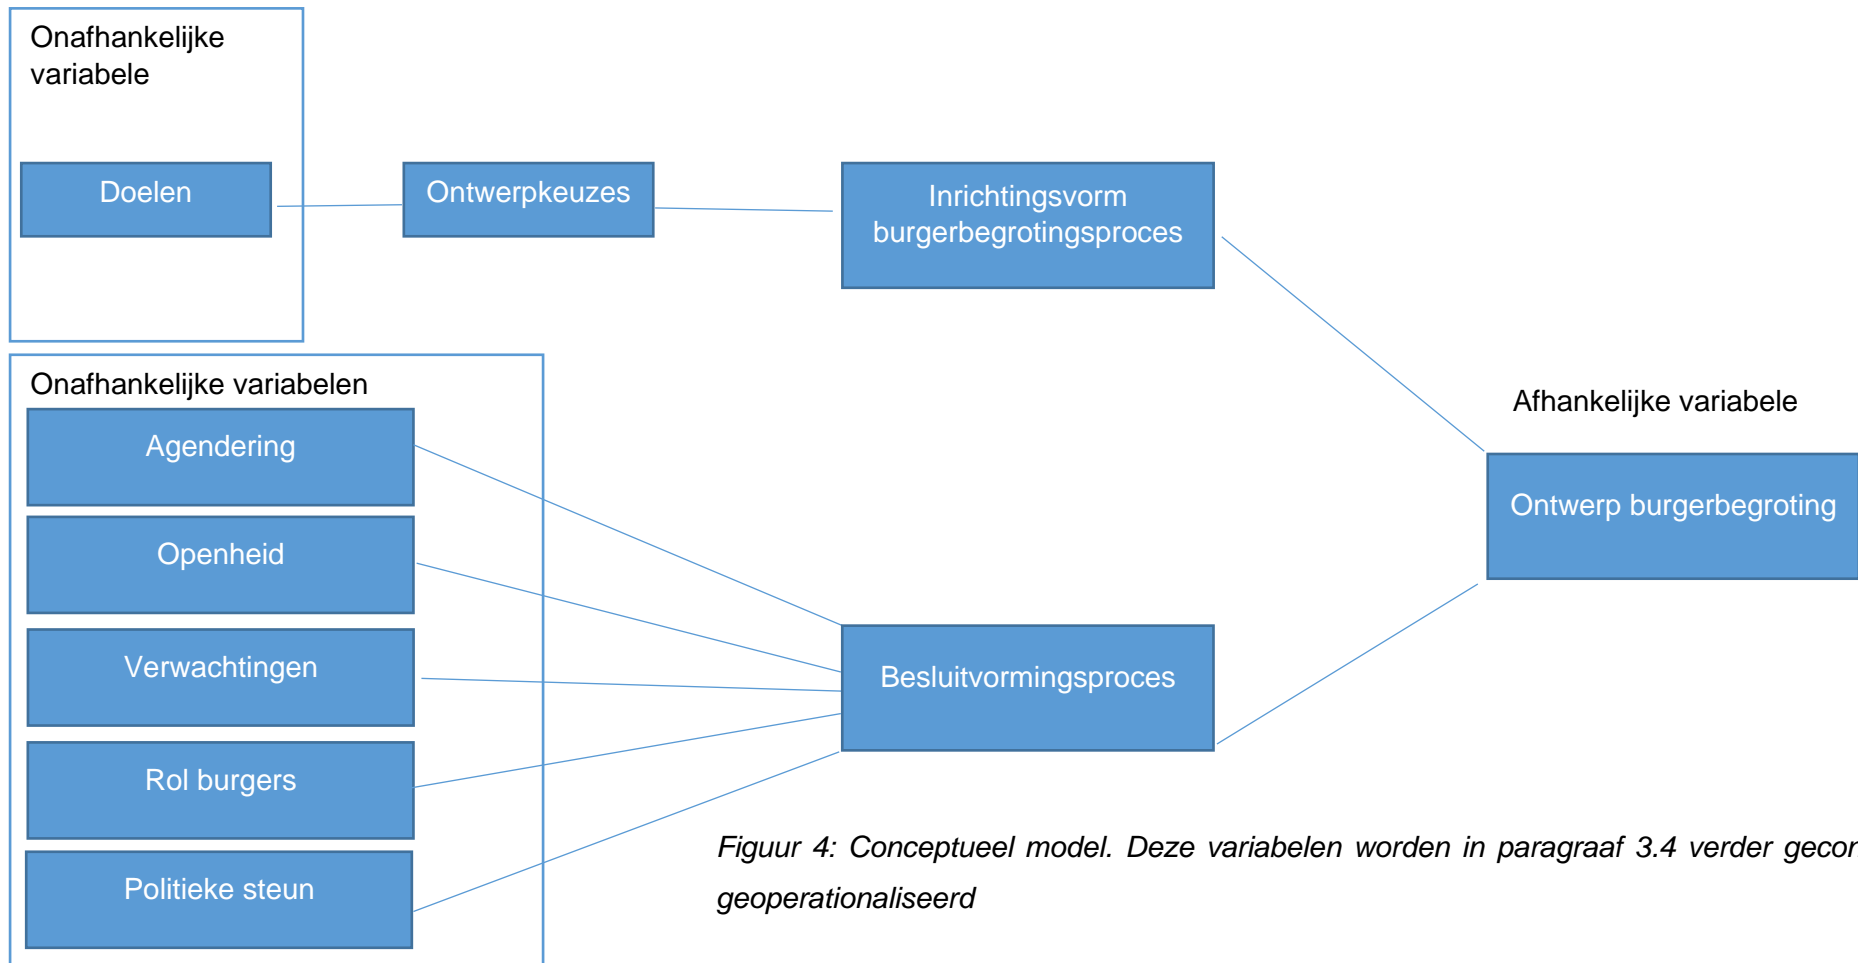 Onafhankelijke
variabele
Doelen
Ontwerpkeuzes
Inrichtingsvorm
burgerbegrotingsproces
Onafhankelijke variabelen
Agendering
Openheid
Verwachtingen
Rol burgers
Politieke steun
Besluitvormingsproces
Afhankelijke variabele
Ontwerp burgerbegroting
Figuur 4: Conceptueel model. Deze variabelen worden in paragraaf 3.4 verder
geoperationaliseerd